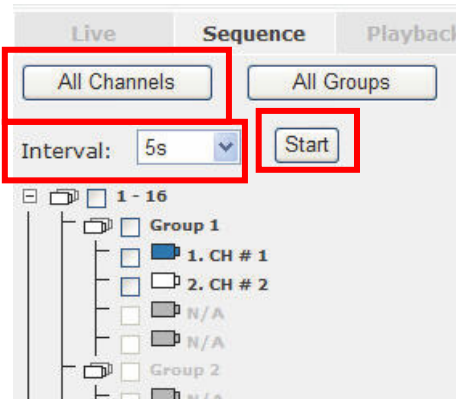 Live Sequence Playback
All Channels All Groups
Interval: 5s Start
1 - 16
Group 1
1. CH # 1
2. CH # 2
N/A
N/A
Group 2
N/A